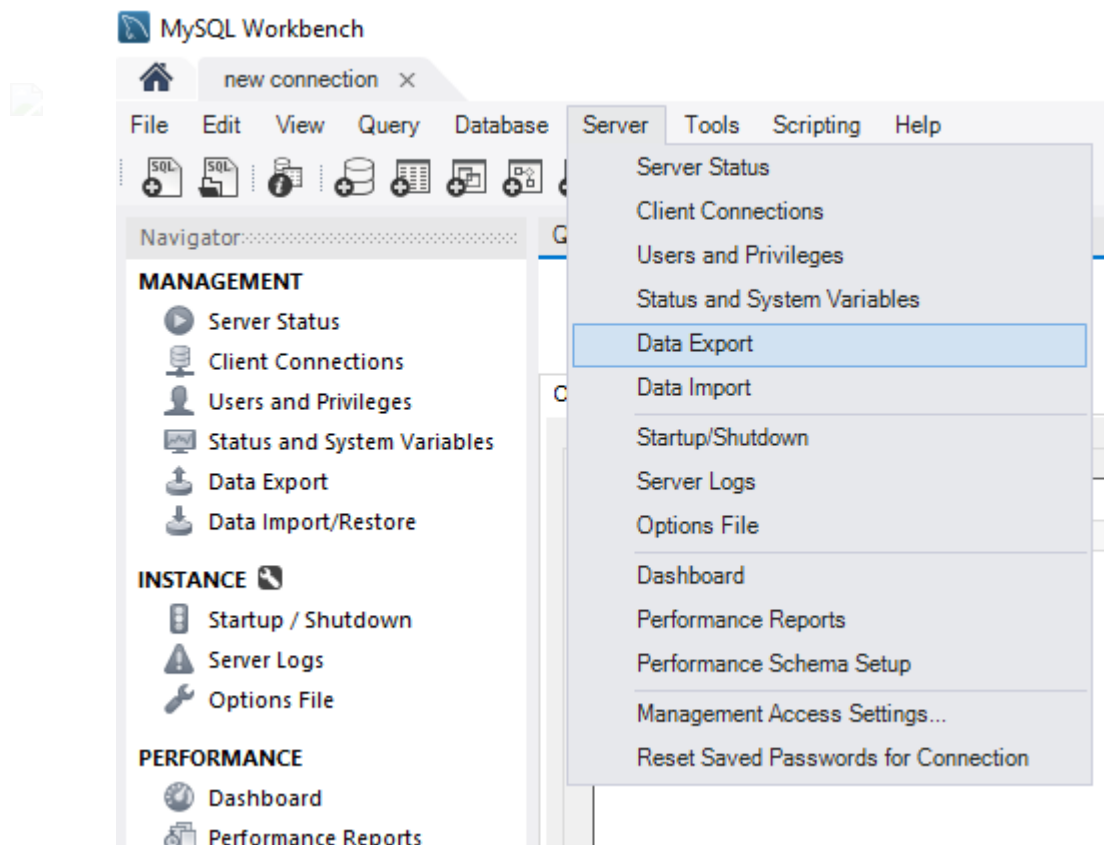 MySQL Workbench
new connection
File Edit View Query Database Server Tools Scripting Help
SQL SQL
Navigator:
MANAGEMENT
Server Status
Client Connections
Users and Privileges
Status and System Variables
Data Export
Data Import/Restore
INSTANCE
Startup / Shutdown
Server Logs
Options File
PERFORMANCE
Dashboard
Performance Reports
Server Status
Client Connections
Users and Privileges
Status and System Variables
Data Export
Data Import
Startup/Shutdown
Server Logs
Options File
Dashboard
Performance Reports
Performance Schema Setup
Management Access Settings...
Reset Saved Passwords for Connection